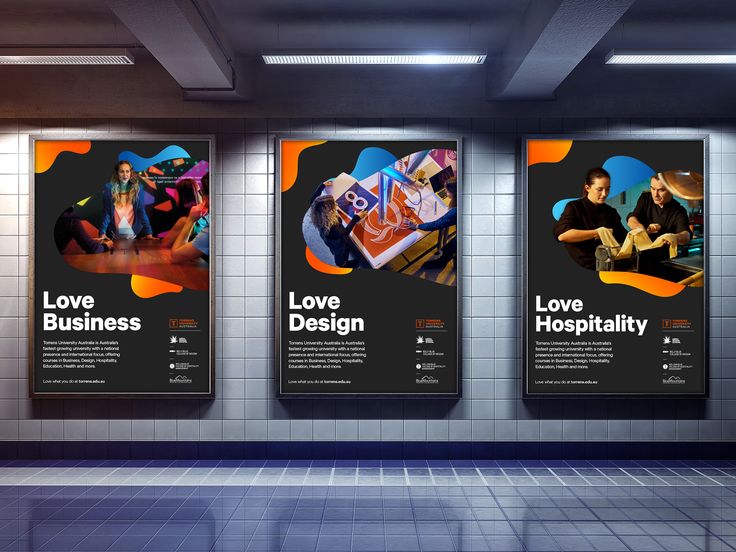 Love
Business
Torrens University Australia is Australia's
fastest growing university with a national
presence and international focus, offering
courses in Business, Design, Hospitality,
Education, Health and more.
Love what you do at torrens.edu.au
TORRENS
UNIVERSITY
AUSTRALIA
BlueMountains
Love
Design
Torrens University Australia is Australia's
fastest growing university with a national
presence and international focus, offering
courses in Business, Design, Hospitality,
Education, Health and more.
Love what you do at torrens.edu.au
TORRENS
UNIVERSITY
AUSTRALIA
BlueMountains
Love
Hospitality
Torrens University Australia is Australia's
fastest growing university with a national
presence and international focus, offering
courses in Business, Design, Hospitality,
Education, Health and more.
Love what you do at torrens.edu.au
TORRENS
UNIVERSITY
AUSTRALIA
BlueMountains